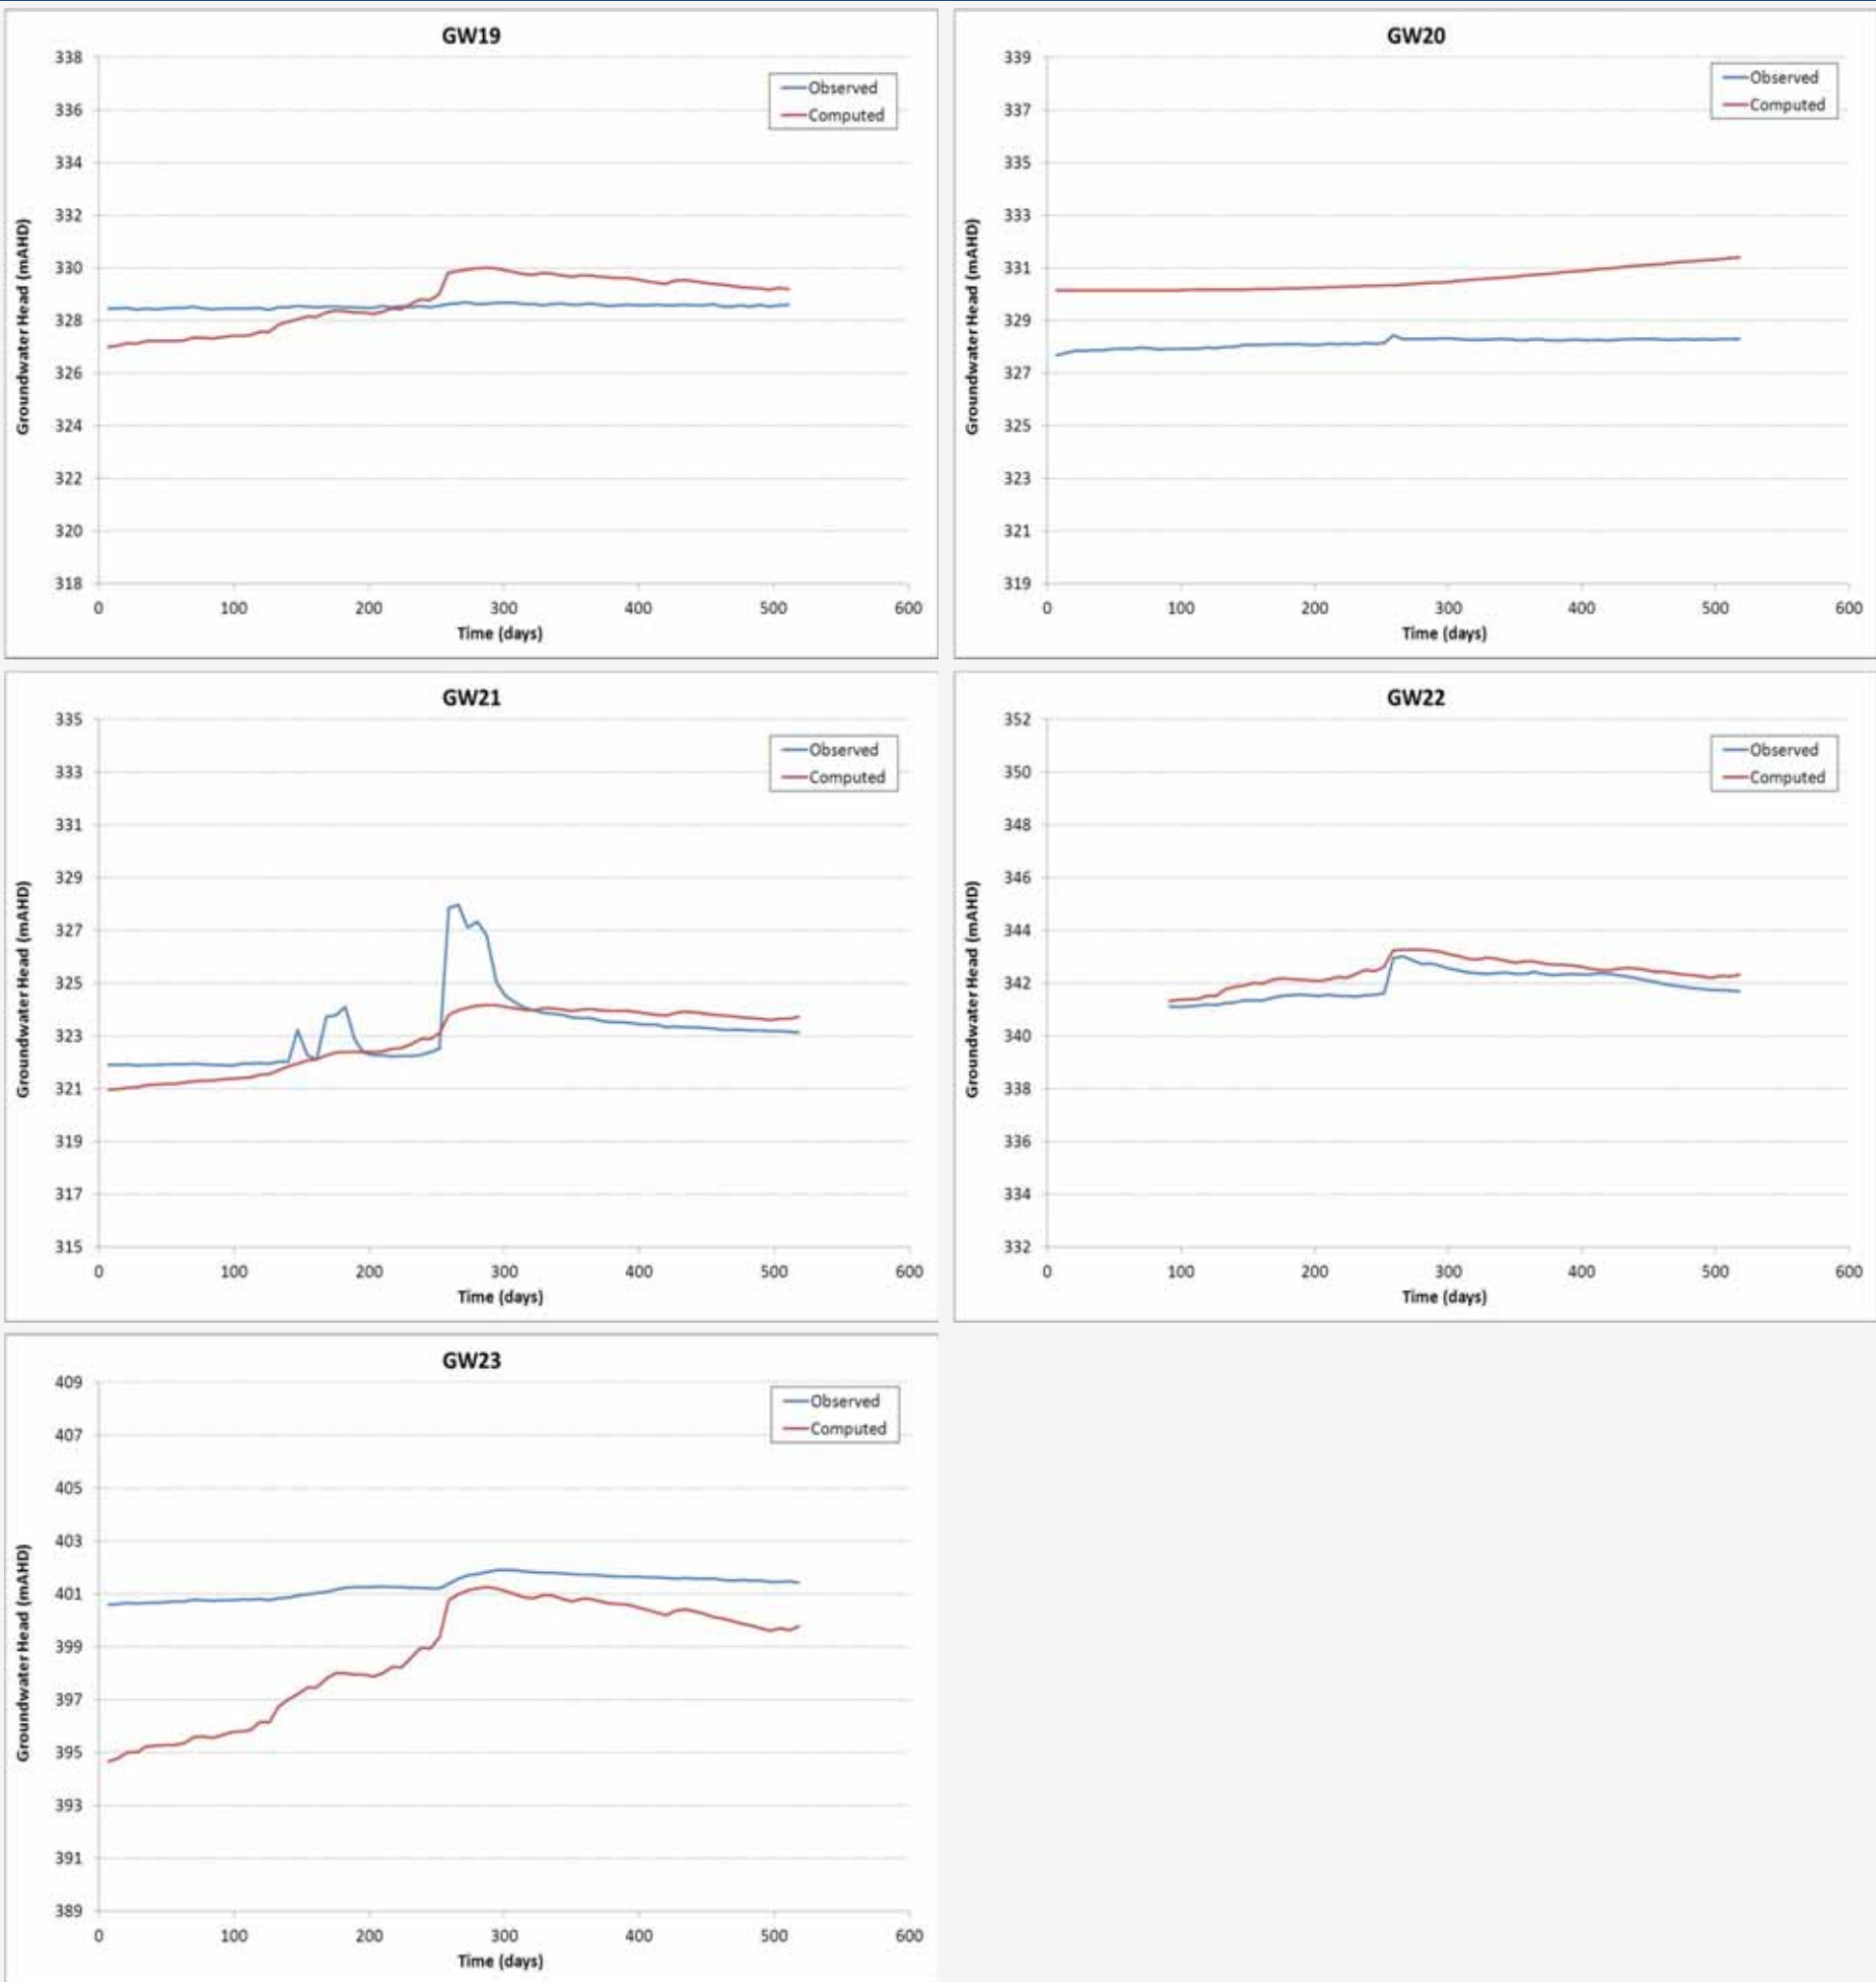 GW19
338
336
334
332
330
328
326
324
322
320
318
Groundwater Head (mAHD)
Observed
Computed
0 100 200 300 400 500 600
Time (days)
GW20
339
337
335
333
331
329
327
325
323
321
319
Groundwater Head (mAHD)
Observed
Computed
0 100 200 300 400 500 600
Time (days)
GW21
335
333
331
329
327
325
323
321
319
317
315
Groundwater Head (mAHD)
Observed
Computed
0 100 200 300 400 500 600
Time (days)
GW22
352
350
348
346
344
342
340
338
336
334
332
Groundwater Head (mAHD)
Observed
Computed
0 100 200 300 400 500 600
Time (days)
GW23
409
407
405
403
401
399
397
395
393
391
389
Groundwater Head (mAHD)
Observed
Computed
0 100 200 300 400 500 600
Time (days)